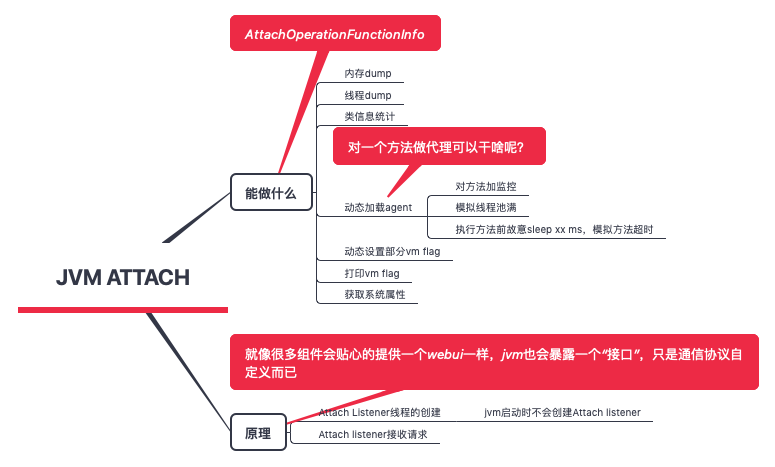 AttachOperationFunctionInfo
内存dump
线程dump
类信息统计
对一个方法做代理可以干啥呢？
能做什么
对方法加监控
动态加载agent
模拟线程池满
执行方法前故意sleep xx ms，模拟方法超时
动态设置部分vm flag
打印vm flag
获取系统属性
JVM ATTACH
就像很多组件会贴心的提供一个webui一样，jvm也会暴露一个“接口”，只是通信协议自
定义而已
原理
Attach Listener线程的创建
jvm启动时不会创建Attach listener
Attach listener接收请求